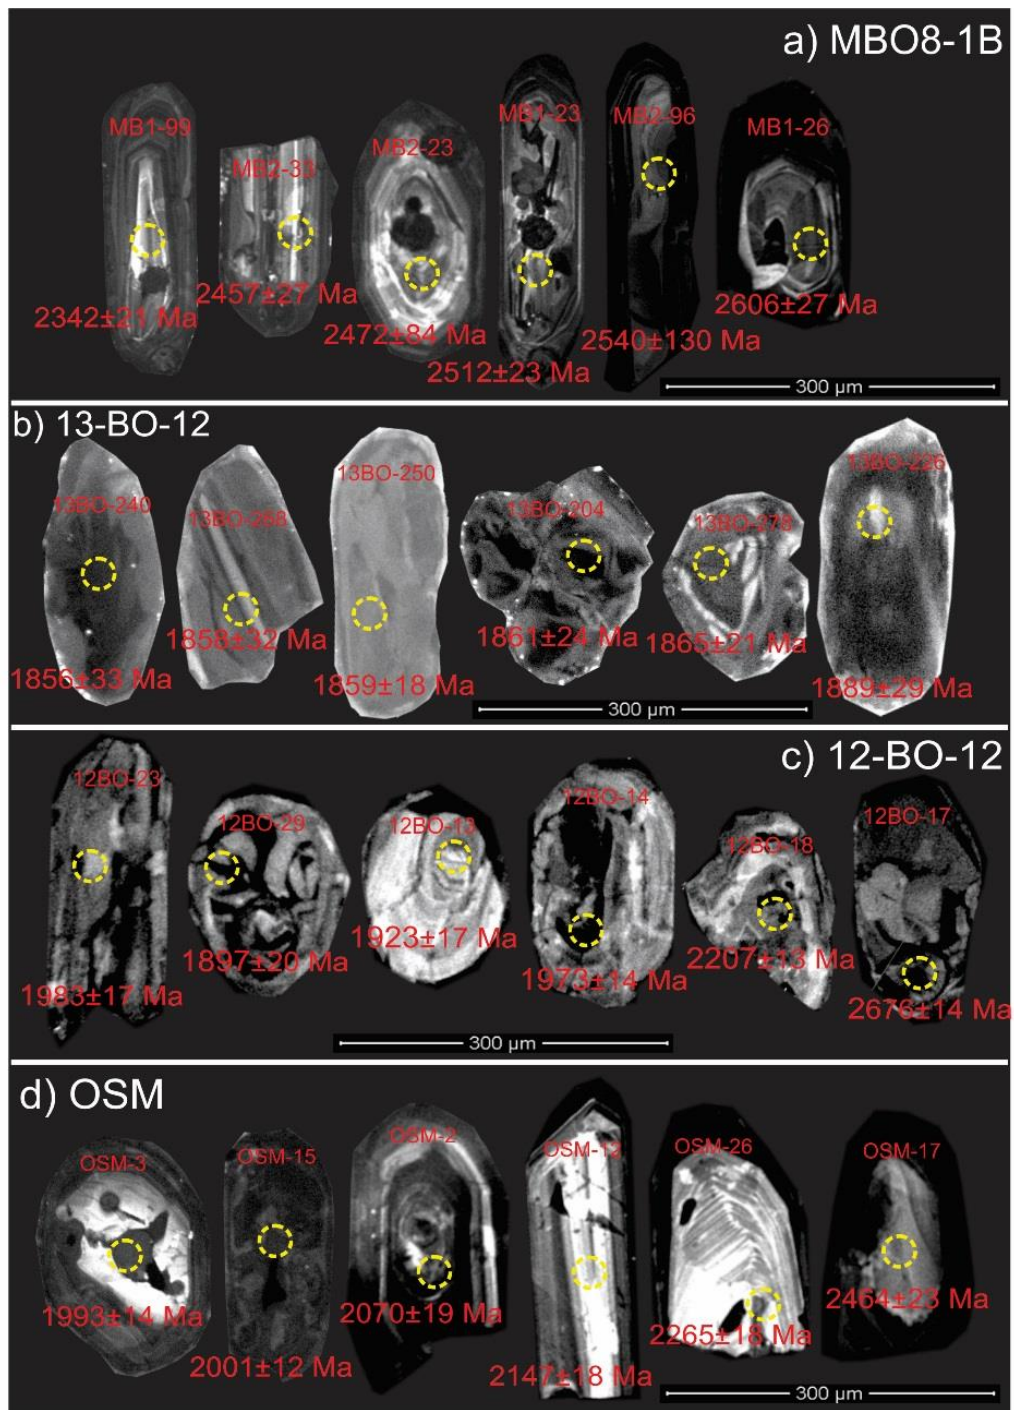 a) MBO8-1B
MB1-99
MB2-33
MB2-23
MB1-23
MB2-96
MB1-26
2342±21 Ma
2457±27 Ma
2472±84 Ma
2512±23 Ma
2540±130 Ma
2606±27 Ma
300 µm
b) 13-BO-12
13BO-240
13BO-268
13BO-250
13BO-204
13BO-278
13BO-226
1856±33 Ma
1858±32 Ma
1859±18 Ma
1861±24 Ma
1865±21 Ma
1889±29 Ma
300 µm
c) 12-BO-12
12BO-23
12BO-29
12BO-13
12BO-14
12BO-18
12BO-17
1983±17 Ma
1897±20 Ma
1923±17 Ma
1973±14 Ma
2207±13 Ma
2676±14 Ma
300 µm
d) OSM
OSM-3
OSM-15
OSM-2
OSM-12
OSM-26
OSM-17
1993±14 Ma
2001±12 Ma
2070±19 Ma
2147±18 Ma
2265±18 Ma
2464±23 Ma
300 µm